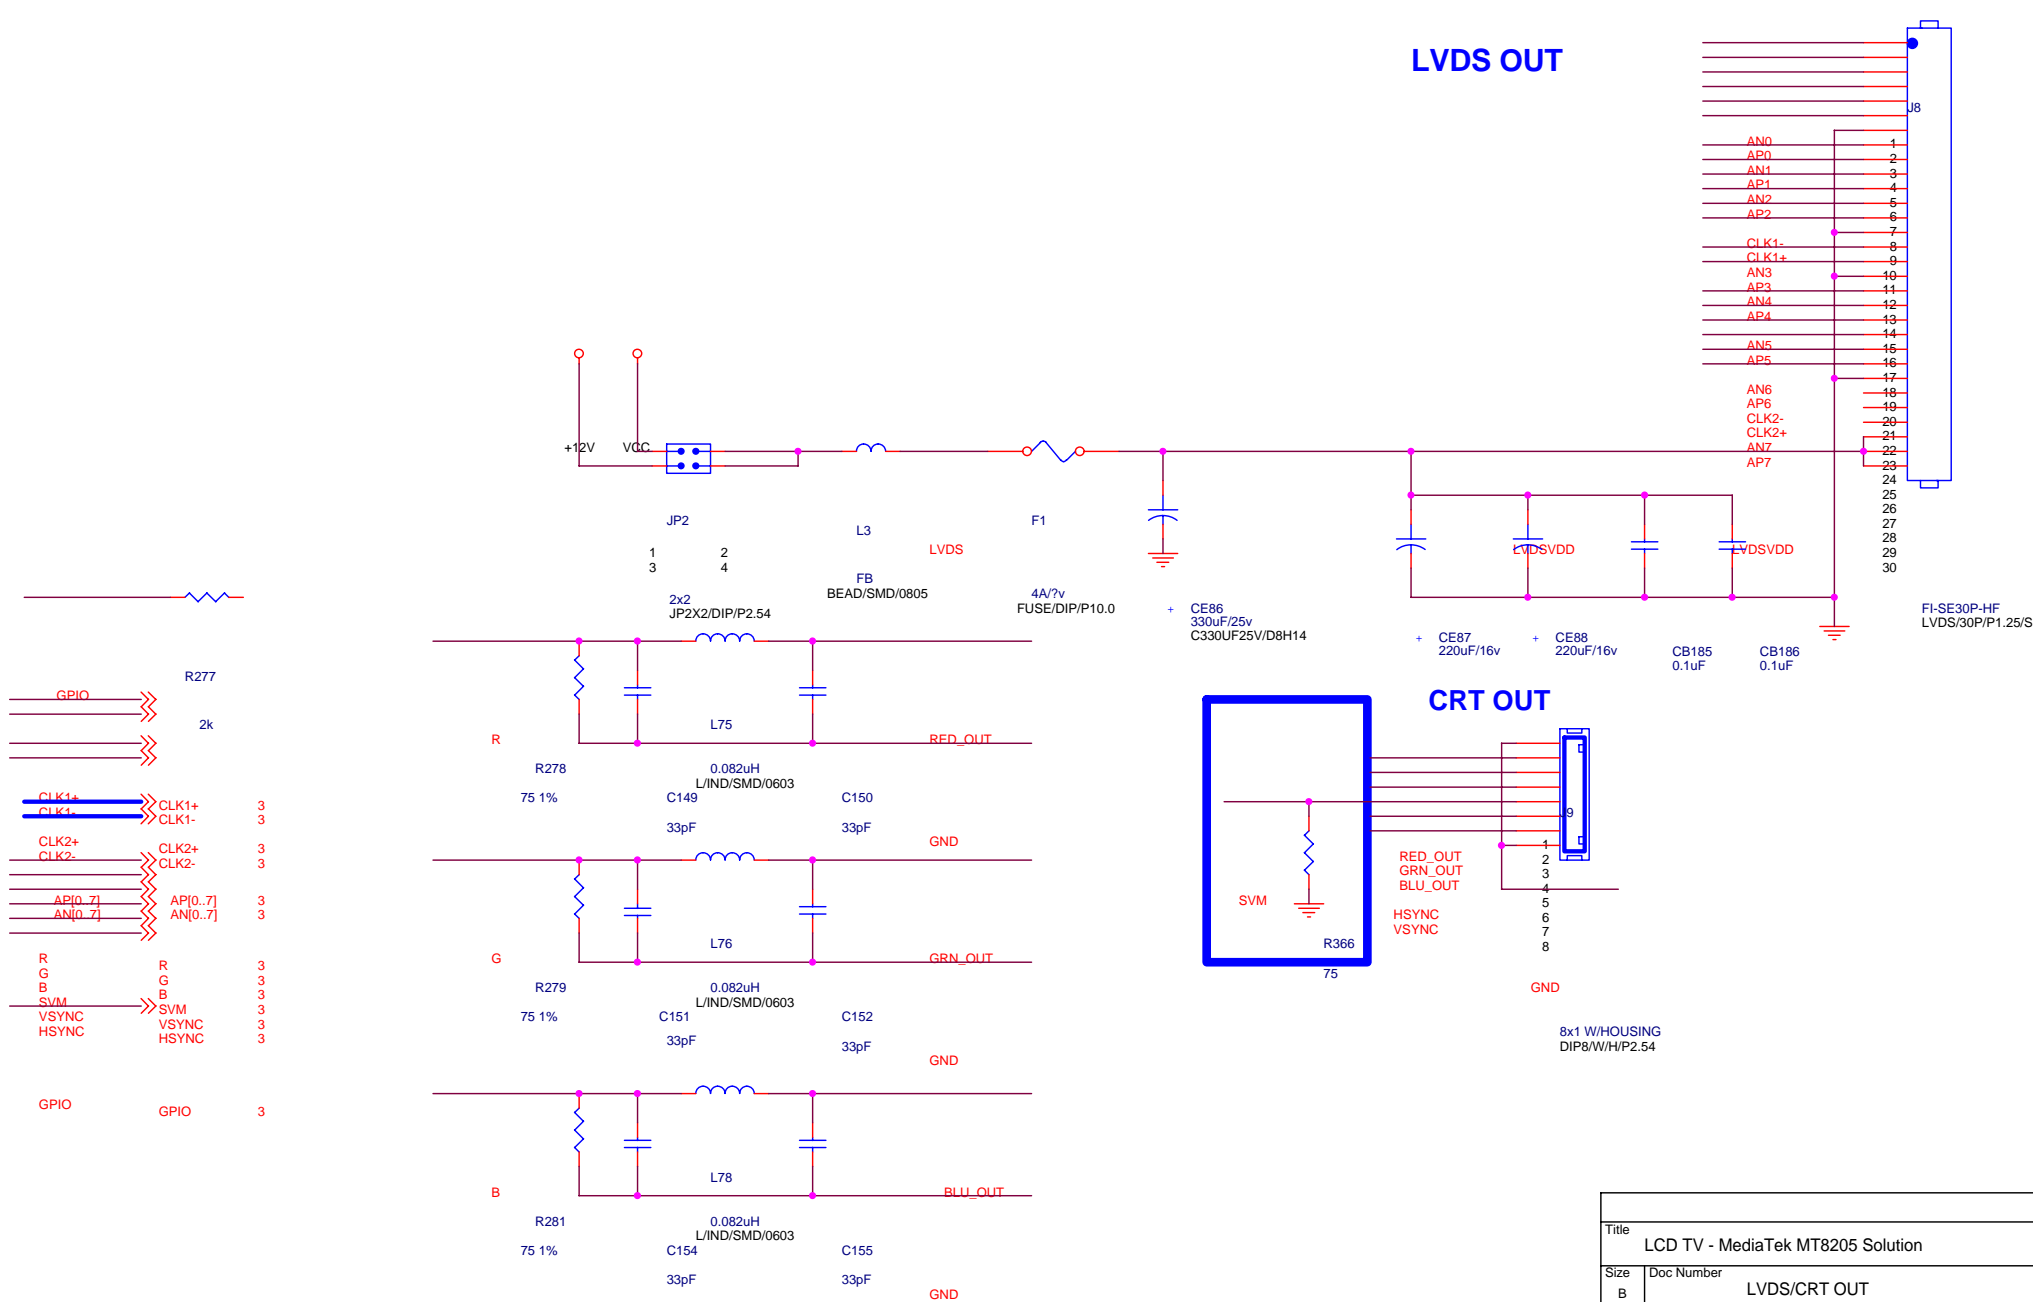 LVDS OUT
J8
AN0
1
AP0
2
AN1
3
AP1
4
AN2
5
AP2
6
7
CLK1-
8
CLK1+
9
AN3
10
AP3
11
AN4
12
AP4
13
14
AN5
15
AP5
16
17
AN6
18
AP6
19
CLK2-
20
CLK2+
21
AN7
22
AP7
23
24
25
26
27
28
29
30
FI-SE30P-HF
LVDS/30P/P1.25/S
+12V
VCC
JP2
1 2
3 4
2x2
JP2X2/DIP/P2.54
L3
FB
BEAD/SMD/0805
LVDS
F1
4A/?v
FUSE/DIP/P10.0
+ CE86
330uF/25v
C330UF25V/D8H14
LVDSVDD
LVDSVDD
+ CE87
220uF/16v
+ CE88
220uF/16v
CB185
0.1uF
CB186
0.1uF
R277
GPIO
2k
CLK1+ CLK1+ 3
CLK1- CLK1- 3
CLK2+ CLK2+ 3
CLK2- CLK2- 3
AP[0..7] AP[0..7] 3
AN[0..7] AN[0..7] 3
R R 3
G G 3
B B 3
SVM SVM 3
VSYNC VSYNC 3
HSYNC HSYNC 3
GPIO GPIO 3
L75
R
RED_OUT
R278
0.082uH
L/IND/SMD/0603
75 1%
C149
C150
33pF
33pF
GND
L76
G
GRN_OUT
R279
0.082uH
L/IND/SMD/0603
75 1%
C151
C152
33pF
33pF
GND
L78
B
BLU_OUT
R281
0.082uH
L/IND/SMD/0603
75 1%
C154
C155
33pF
33pF
GND
CRT OUT
J9
RED_OUT
GRN_OUT
BLU_OUT
HSYNC
VSYNC
1
2
3
4
5
6
7
8
SVM
R366
75
GND
8x1 W/HOUSING
DIP8/W/H/P2.54
Title
LCD TV - MediaTek MT8205 Solution
Size Doc Number
B LVDS/CRT OUT